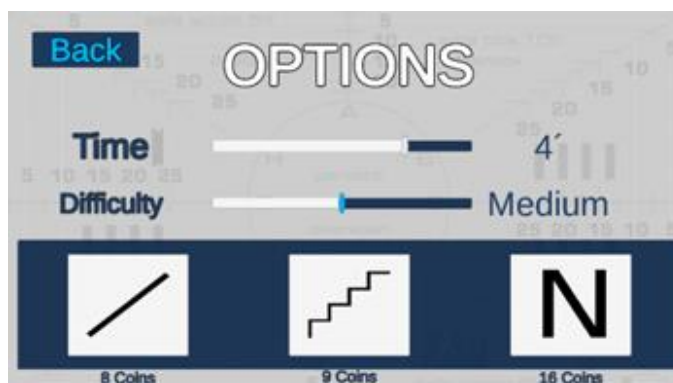 Back
OPTIONS
Time 4´
Difficulty Medium
N
8 Coins 9 Coins 16 Coins